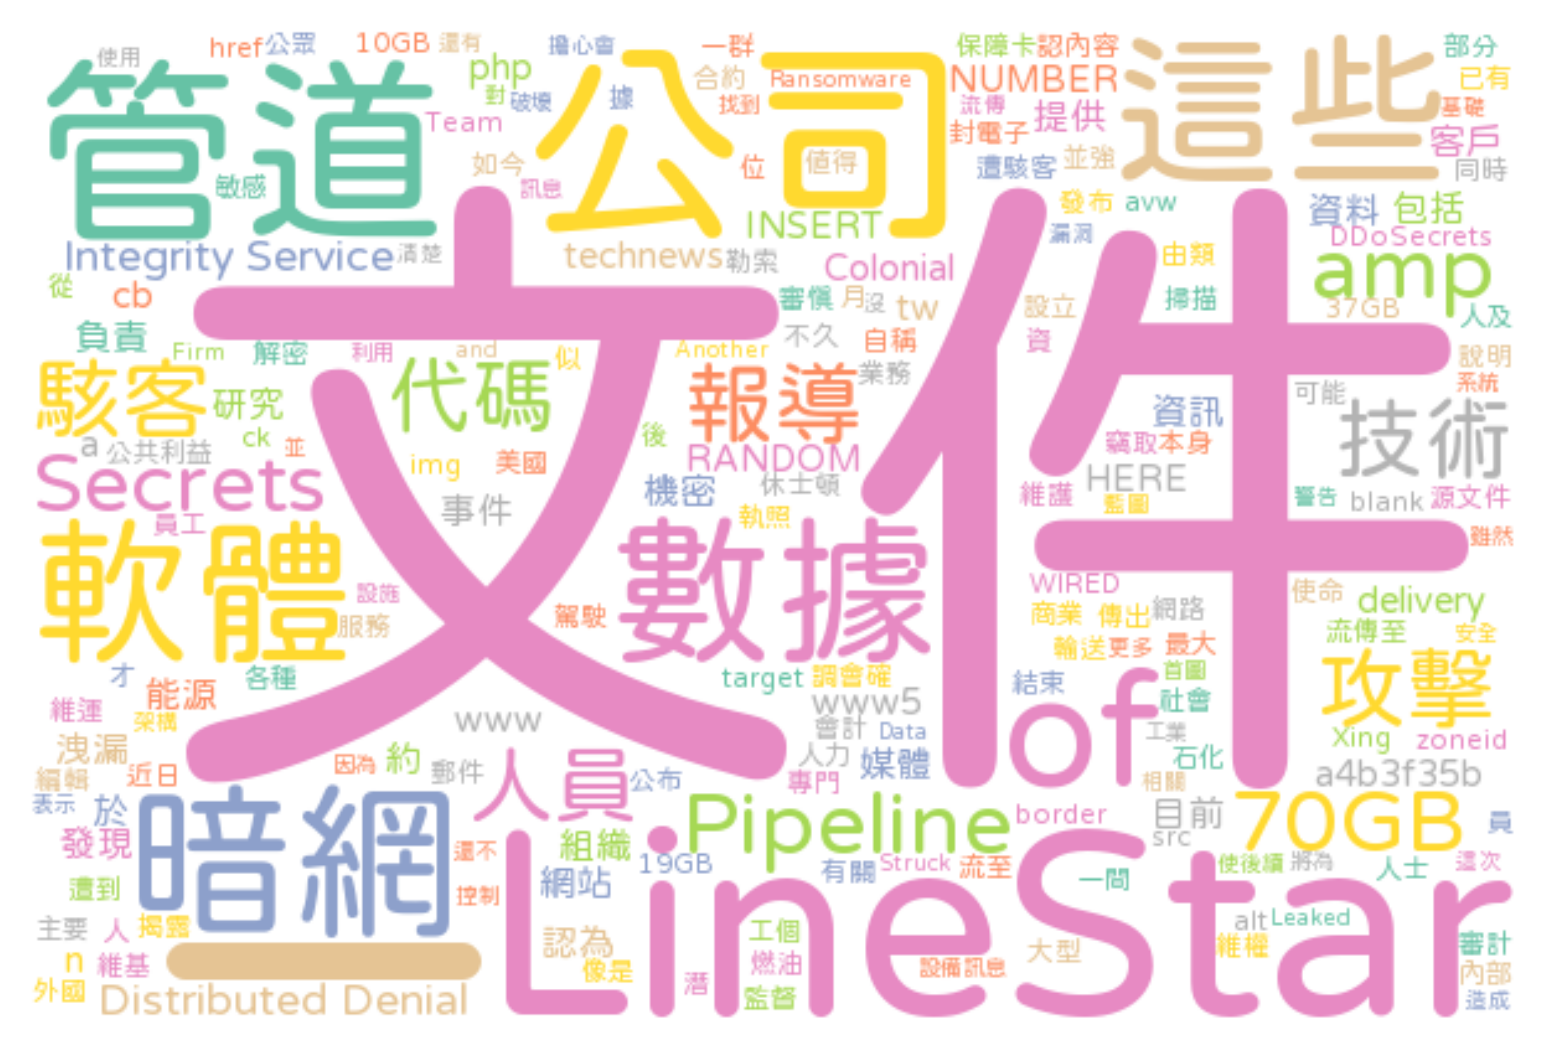 使用
href
公眾
10GB
還有
擔心會
一群
保障卡
認內容
部分
管道
公司
這些
php
對
破壞
據
合約
Ransomware
找到
NUMBER
流傳
提供
封電子
已有
基礎
客戶
同時
Team
如今
訊息
位
值得
遭駭客
並強
敏感
INSERT
發布
avw
漏洞
資料
包括
DDoSecrets
Integrity Service
清楚
technews
勒索
Colonial
由類
amp
從
cb
審慎
月
沒
tw
設立
掃描
37GB
人及
負責
Firm
解密
利用
and
似
Another
不久
自稱
資
說明
文件
駭客
研究
代碼
報導
業務
系統
可能
技術
資訊
竊取
本身
a
公共利益
ck
並
後
img
美國
RANDOM
HERE
Secrets
員工
事件
機密
休士頓
執照
維護
藍圖
警告
blank
源文件
雖然
軟體
數據
設施
服務
駕駛
WIRED
商業
傳出
網路
使命
delivery
流傳至
安全
輸送
更多
最大
才
能源
各種
target
調會確
結束
首圖
社會
攻擊
維運
架構
www
www5
會計
Data
of
工業
Xing
zoneid
洩漏
編輯
近日
因為
約
郵件
人員
公布
人力
專門
媒體
相關
石化
a4b3f35b
表示
於
暗網
Pipeline
border
目前
src
70GB
員
發現
還不
組織
19GB
有關
Struck
流至
一間
使後續
將為
人士
這次
遭到
控制
網站
LineStar
主要
人
揭露
認為
工個
大型
alt
Leaked
維權
審計
n
維基
像是
潛
燃油
設備
訊息
內部
外國
Distributed Denial
監督
造成